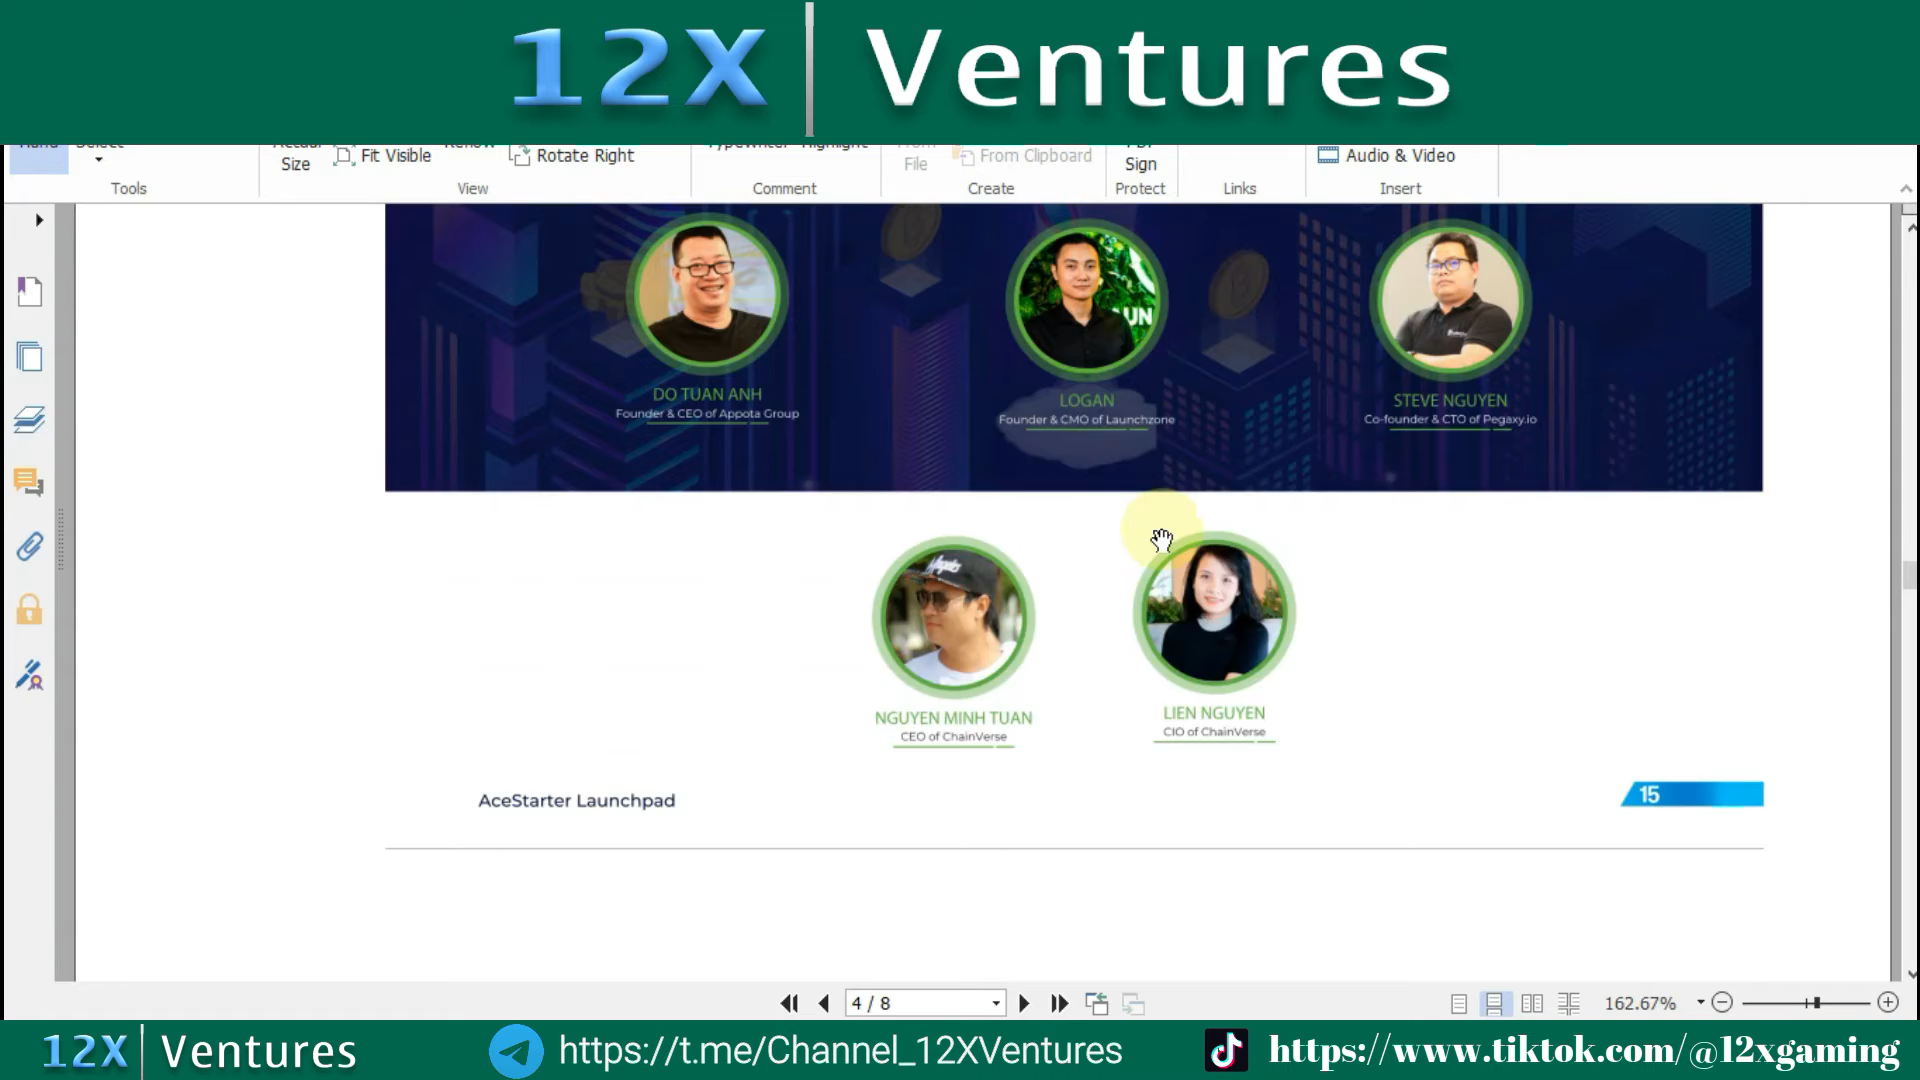 12X | Ventures
Hand Select
Actual Size
Fit Visible
Rotate Right
Typewriter Highlight
From File
From Clipboard
PDF Sign
Audio & Video
Tools View Comment Create Protect Links Insert
DO TUAN ANH
Founder & CEO of Appota Group
LOGAN
Founder & CMO of Launchzone
STEVE NGUYEN
Co-founder & CTO of Pegaxy.io
NGUYEN MINH TUAN
CEO of ChainVerse
LIEN NGUYEN
CIO of ChainVerse
AceStarter Launchpad
15
4 / 8
162.67%
12X | Ventures
https://t.me/Channel_12XVentures
https://www.tiktok.com/@12xgaming